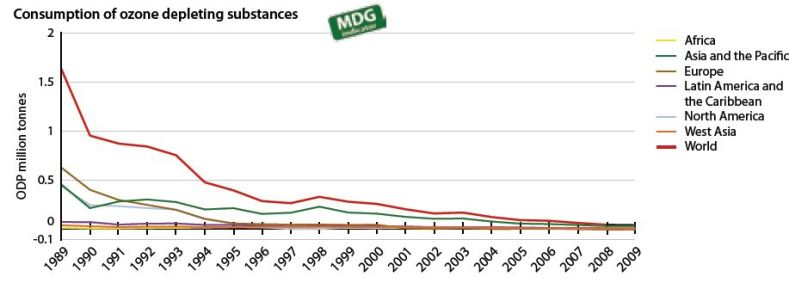 Consumption of ozone depleting substances
MDG
indicator
ODP million tonnes
2
1.5
1
0.5
0
-0.1
1989 1990 1991 1992 1993 1994 1995 1996 1997 1998 1999 2000 2001 2002 2003 2004 2005 2006 2007 2008 2009
Africa
Asia and the Pacific
Europe
Latin America and
the Caribbean
North America
West Asia
World